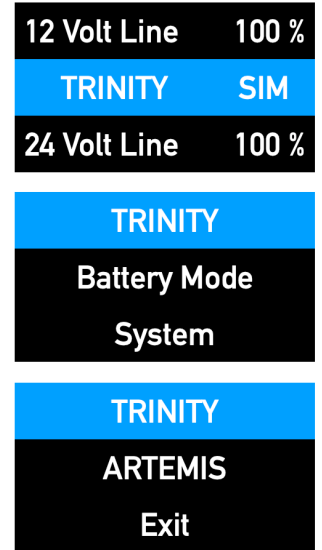 12 Volt Line 100 %
TRINITY SIM
24 Volt Line 100 %
TRINITY
Battery Mode
System
TRINITY
ARTEMIS
Exit